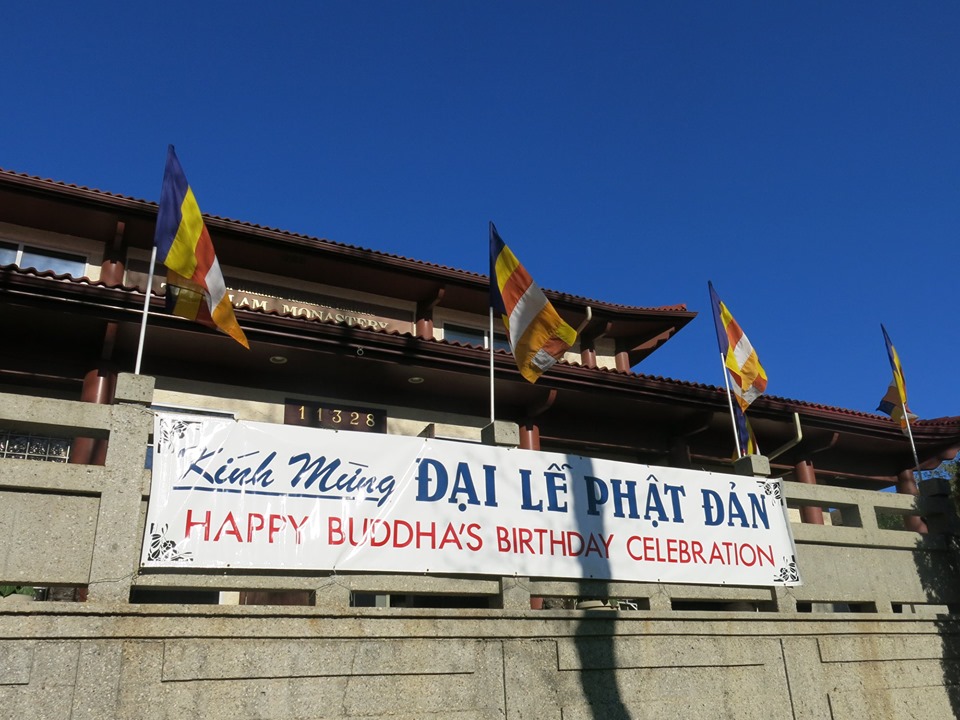 LAM MONASTERY
11328
Kính Mừng ĐẠI LỄ PHẬT ĐẢN
HAPPY BUDDHA'S BIRTHDAY CELEBRATION